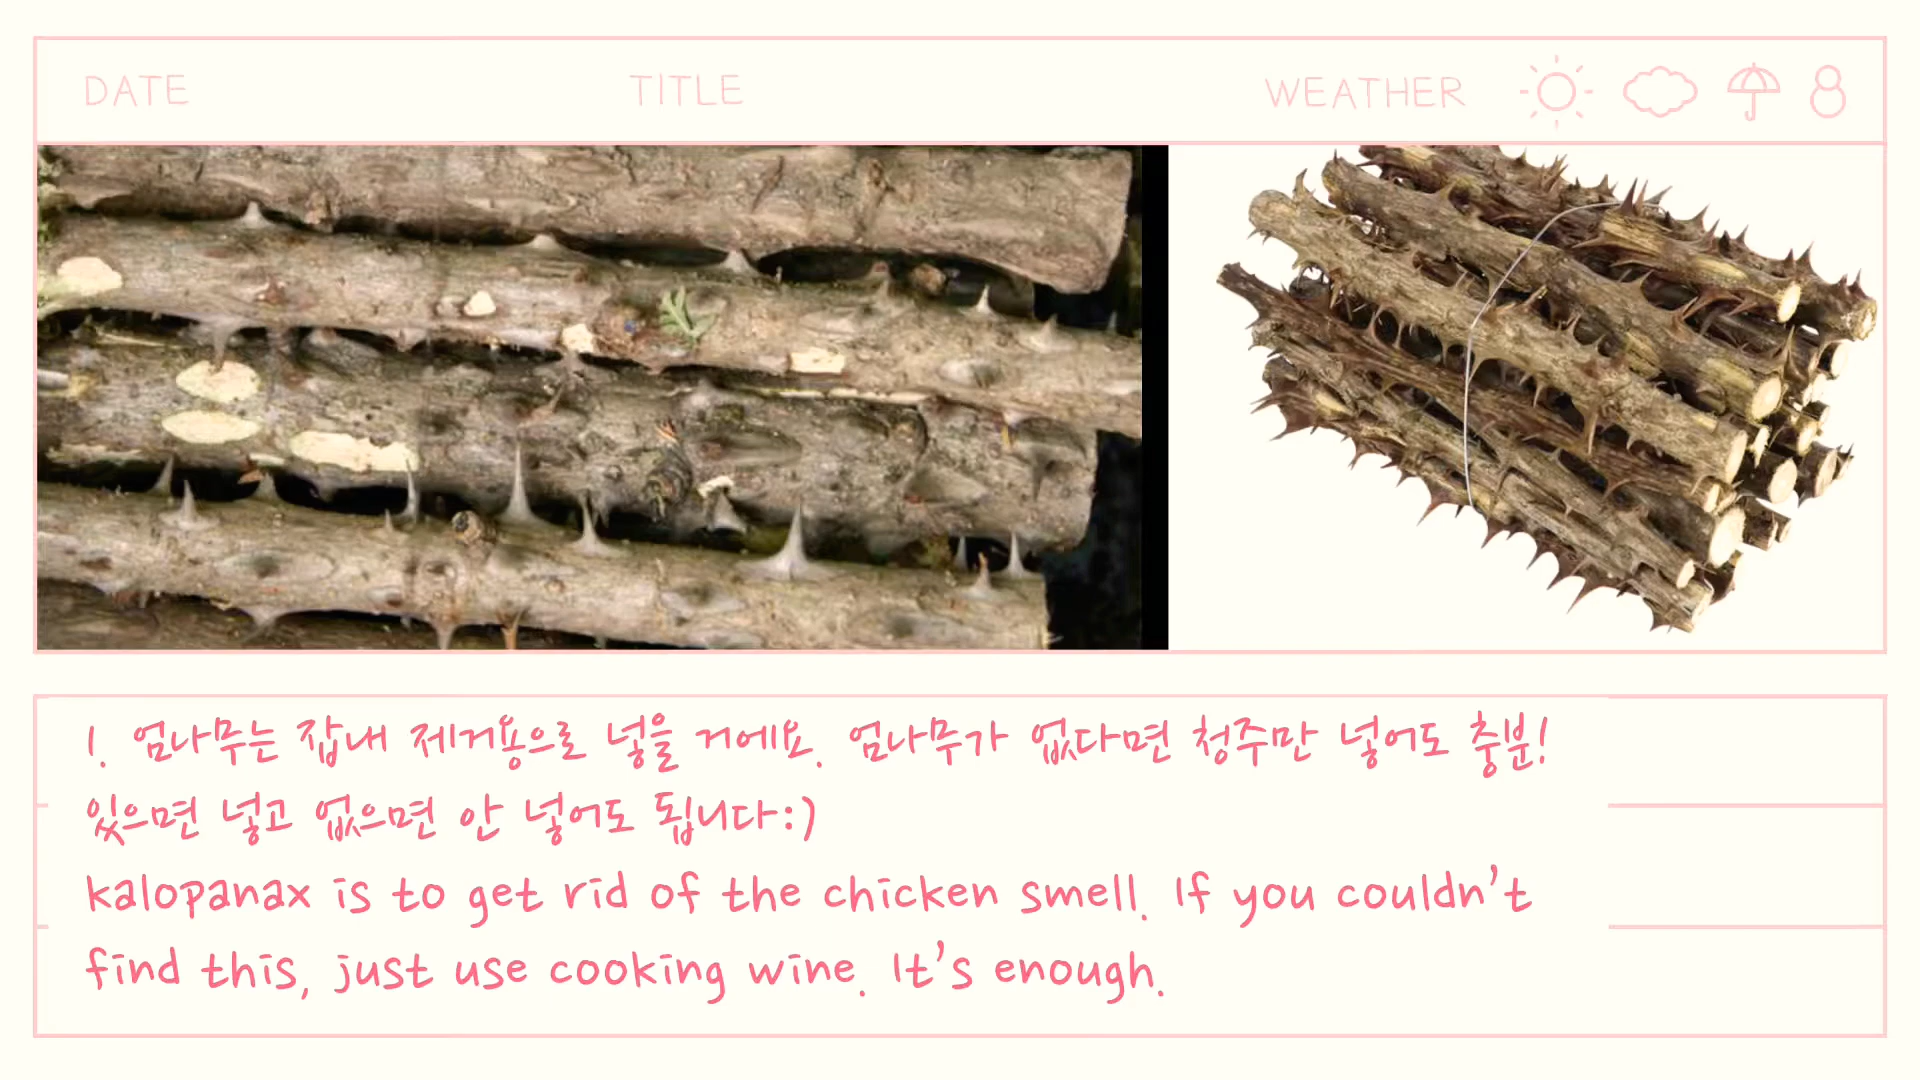 DATE TITLE WEATHER
1. 엄나무는 잡내 제거용으로 넣을 거에요. 엄나무가 없다면 청주만 넣어도 충분!
있으면 넣고 없으면 안 넣어도 됩니다:)
kalopanax is to get rid of the chicken smell. If you couldn't
find this, just use cooking wine. It's enough.